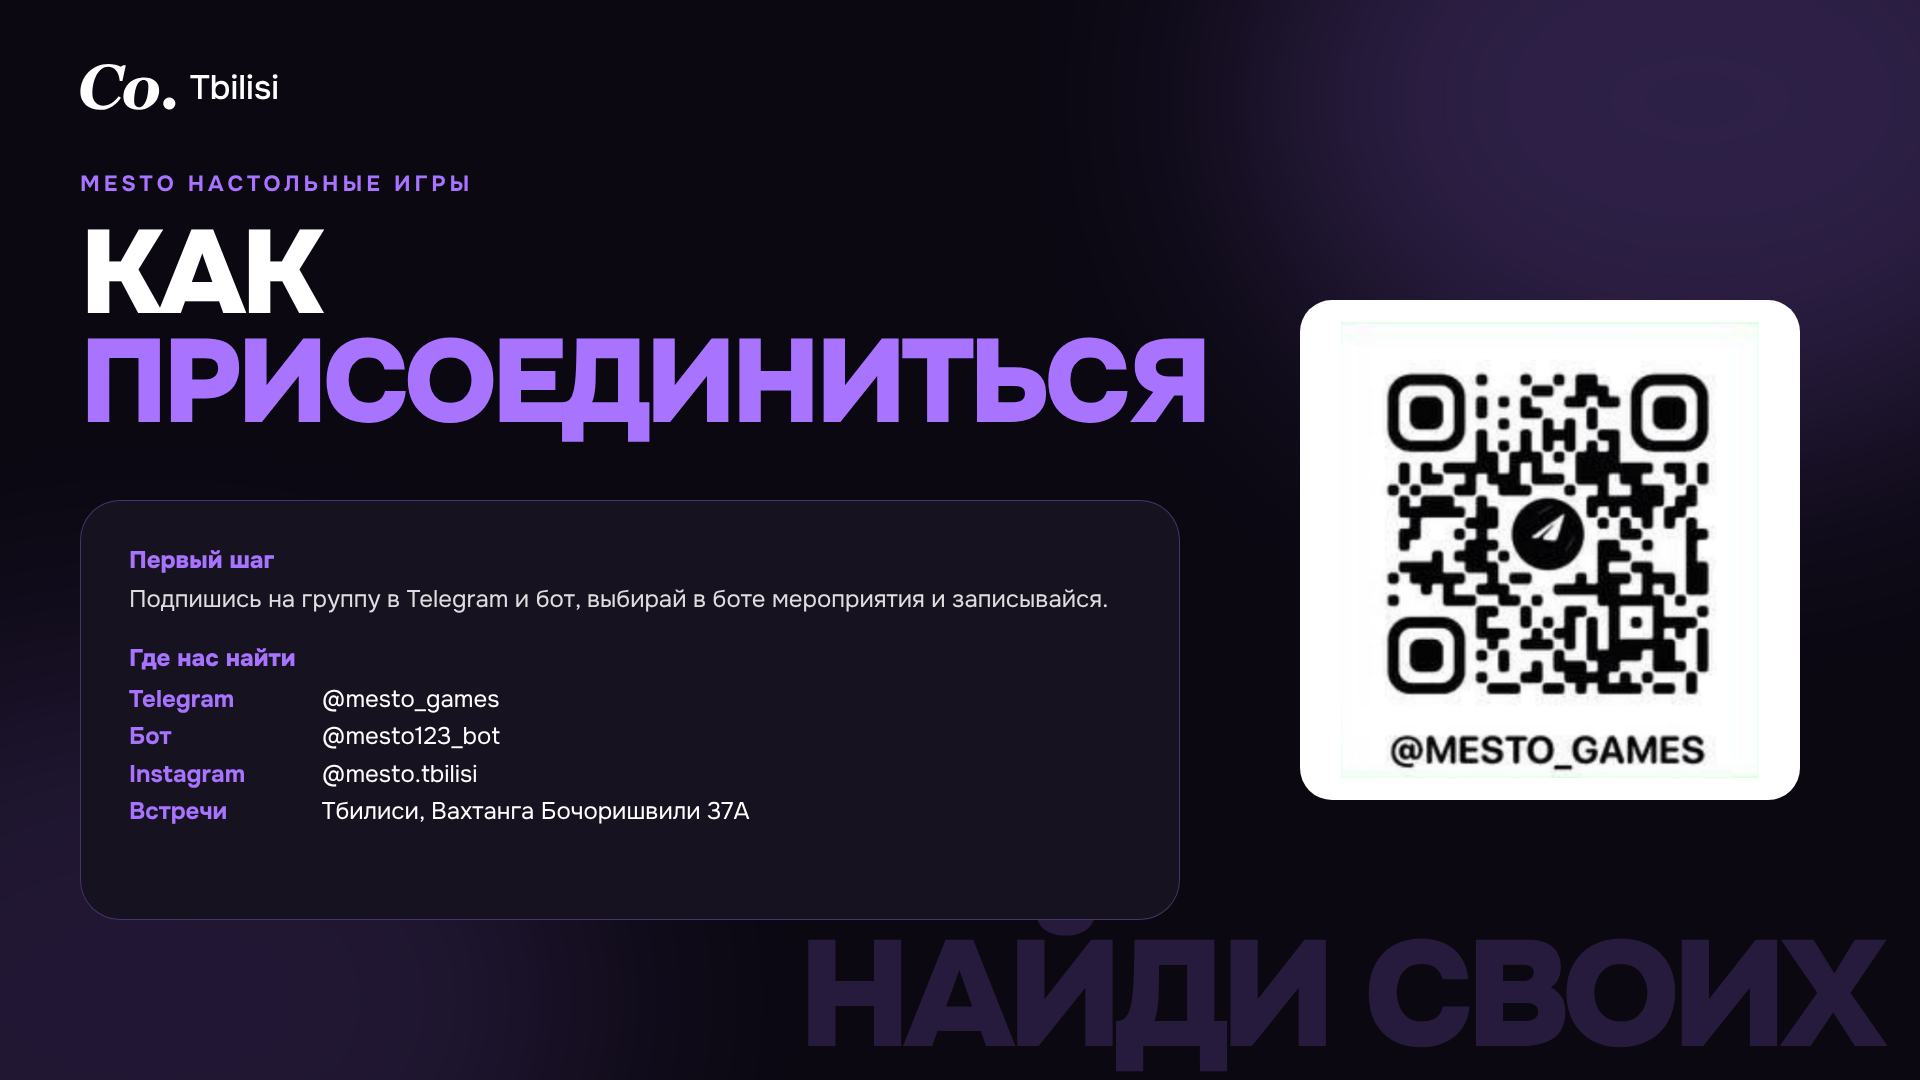 Co. Tbilisi
MESTO НАСТОЛЬНЫЕ ИГРЫ
КАК
ПРИСОЕДИНИТЬСЯ
Первый шаг
Подпишись на группу в Telegram и бот, выбирай в боте мероприятия и записывайся.
Где нас найти
Telegram @mesto_games
Бот @mesto123_bot
Instagram @mesto.tbilisi
Встречи Тбилиси, Вахтанга Бочоришвили 37А
@MESTO_GAMES
НАЙДИ СВОИХ